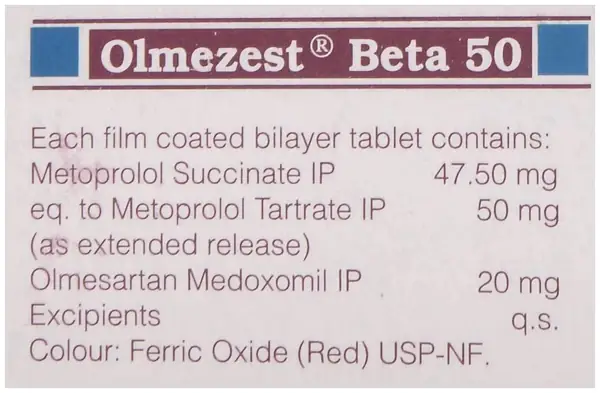 Olmezest® Beta 50
Each film coated bilayer tablet contains:
Metoprolol Succinate IP 47.50 mg
eq. to Metoprolol Tartrate IP 50 mg
(as extended release)
Olmesartan Medoxomil IP 20 mg
Excipients q.s.
Colour: Ferric Oxide (Red) USP-NF.